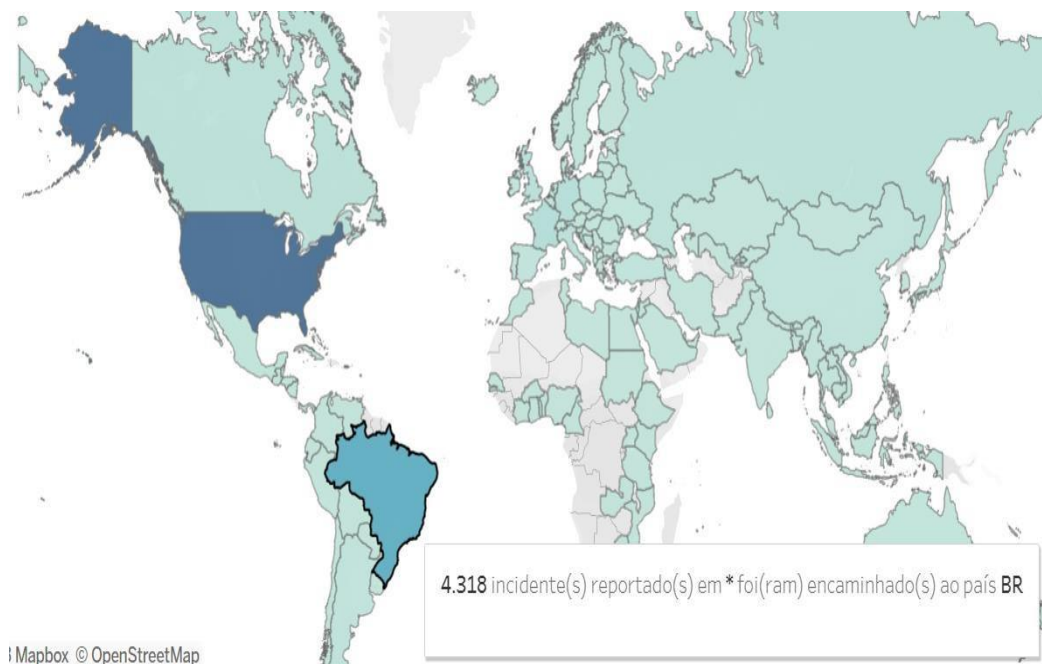 4.318 incidente(s) reportado(s) em * foi(ram) encaminhado(s) ao país BR
Mapbox © OpenStreetMap